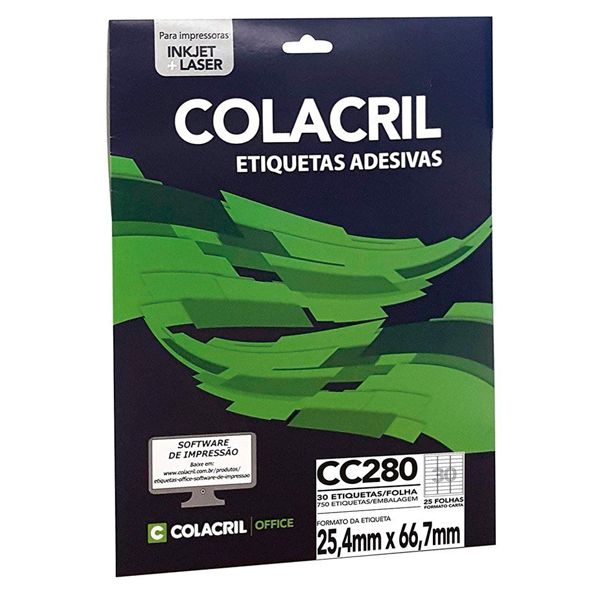 Para impressoras
INKJET
+ LASER
COLACRIL
ETIQUETAS ADESIVAS
SOFTWARE
DE IMPRESSÃO
Baixe em:
www.colacril.com.br/produtos/
etiquetas-office-software-de-impressao
C COLACRIL | OFFICE
CC280
30 ETIQUETAS/FOLHA
750 ETIQUETAS/EMBALAGEM
30
25 FOLHAS
FORMATO CARTA
FORMATO DA ETIQUETA
25,4mm x 66,7mm